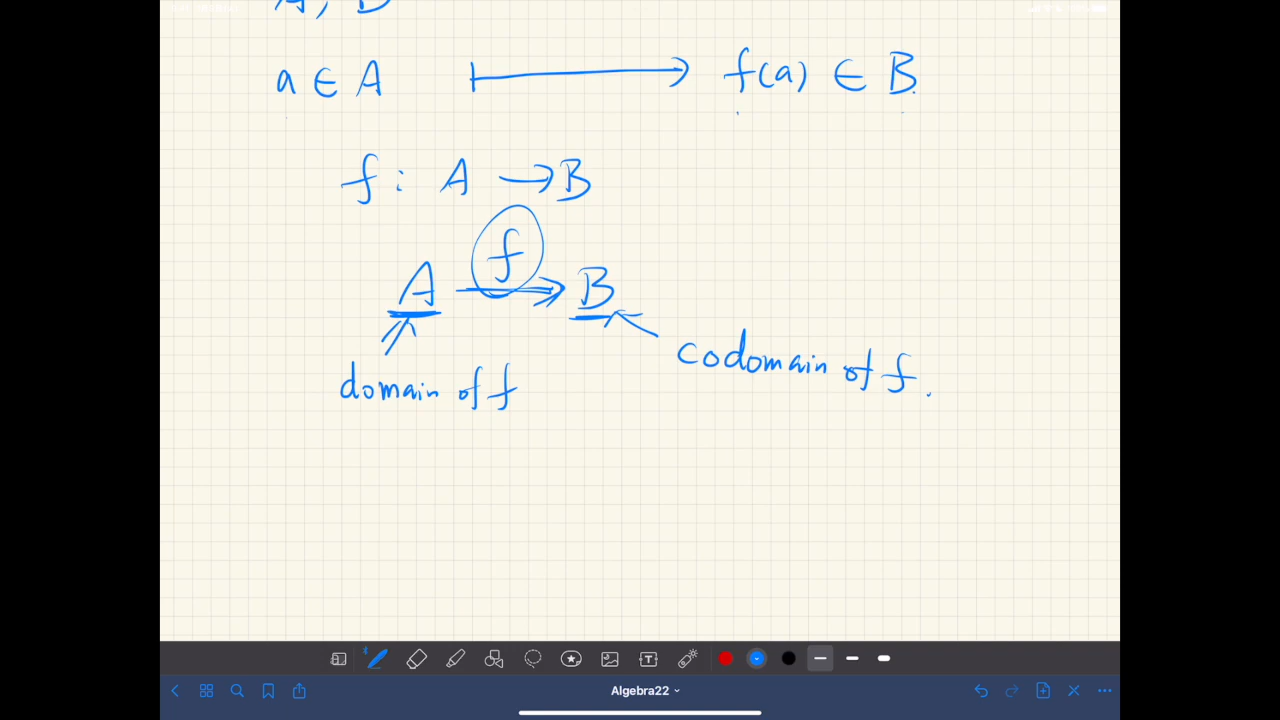 A, B
a ∈ A ⟼ f(a) ∈ B.
f: A → B
f
A → B
codomain of f.
domain of f
Algebra22